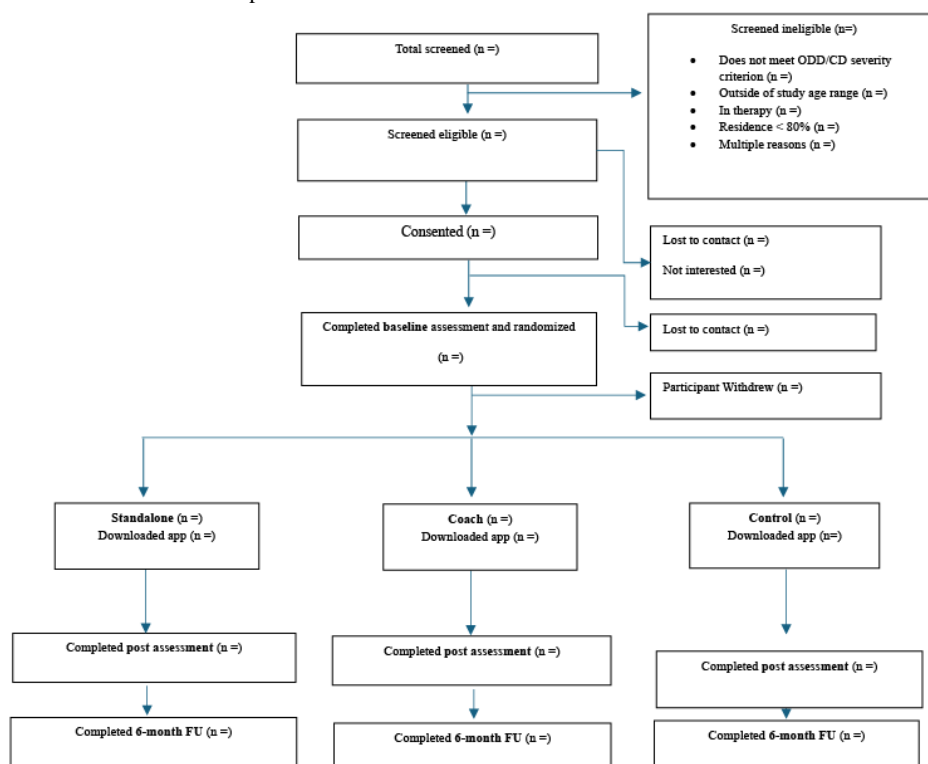 Total screened (n =)
Screened ineligible (n=)
• Does not meet ODD/CD severity
criterion (n =)
• Outside of study age range (n =)
• In therapy (n =)
• Residence < 80% (n =)
• Multiple reasons (n =)
Screened eligible (n =)
Consented (n =)
Lost to contact (n =)
Not interested (n =)
Completed baseline assessment and randomized
(n =)
Lost to contact (n =)
Participant Withdrew (n =)
Standalone (n =)
Downloaded app (n =)
Coach (n =)
Downloaded app (n =)
Control (n =)
Downloaded app (n=)
Completed post assessment (n =)
Completed post assessment (n =)
Completed post assessment (n =)
Completed 6-month FU (n =)
Completed 6-month FU (n =)
Completed 6-month FU (n =)